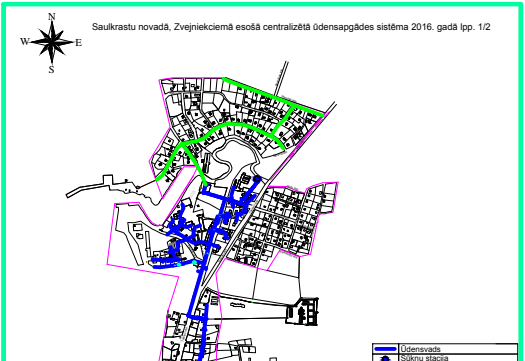 Saulkrastu novadā, Zvejniekciemā esošā centralizētā ūdensapgādes sistēma 2016. gadā lpp. 1/2
N
W
E
S
Ūdensvads
Sūkņu stacija